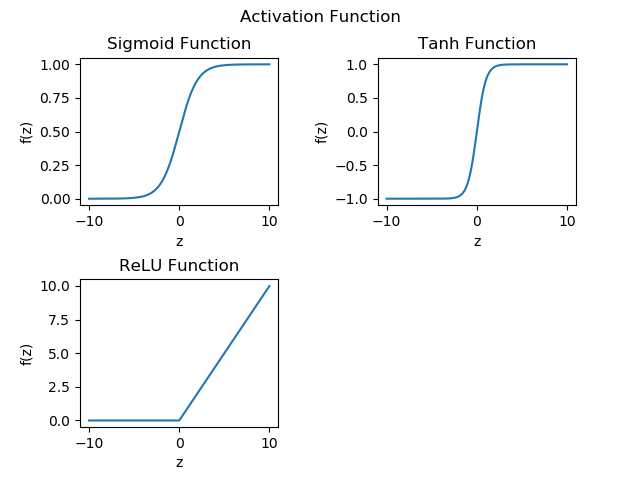 Activation Function
Sigmoid Function
1.00
0.75
0.50
0.25
0.00
f(z)
−10 0 10
z
Tanh Function
1.0
0.5
0.0
−0.5
−1.0
f(z)
−10 0 10
z
ReLU Function
10.0
7.5
5.0
2.5
0.0
f(z)
−10 0 10
z